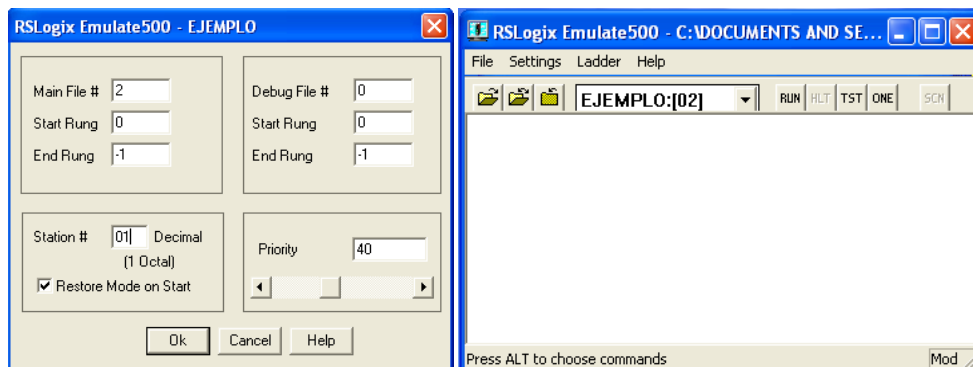 RSLogix Emulate500 - EJEMPLO
Main File # 2
Start Rung 0
End Rung -1
Debug File # 0
Start Rung 0
End Rung -1
Station # 01 Decimal
(1 Octal)
Restore Mode on Start
Priority 40
Ok Cancel Help
RSLogix Emulate500 - C:\DOCUMENTS AND SE...
File Settings Ladder Help
EJEMPLO:[02] RUN HLT TST ONE SCN
Press ALT to choose commands Mod